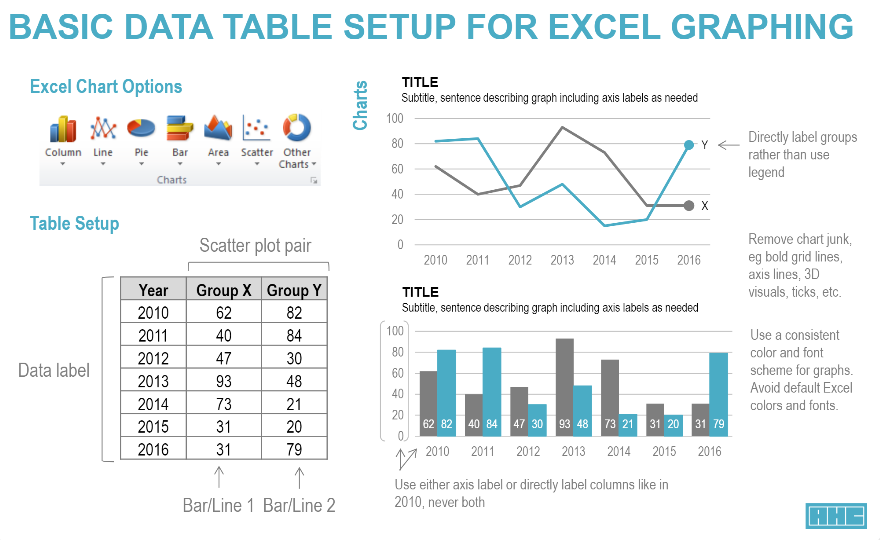 BASIC DATA TABLE SETUP FOR EXCEL GRAPHING
Excel Chart Options
Column Line Pie Bar Area Scatter Other Charts
Charts
Table Setup
Scatter plot pair
Data label
Year Group X Group Y
2010 62 82
2011 40 84
2012 47 30
2013 93 48
2014 73 21
2015 31 20
2016 31 79
Bar/Line 1 Bar/Line 2
Charts
TITLE
Subtitle, sentence describing graph including axis labels as needed
100
80
60
40
20
0
2010 2011 2012 2013 2014 2015 2016
Y
X
Directly label groups
rather than use
legend
Remove chart junk,
eg bold grid lines,
axis lines, 3D
visuals, ticks, etc.
TITLE
Subtitle, sentence describing graph including axis labels as needed
100
80
60
40
20
0
62 82 40 84 47 30 93 48 73 21 31 20 31 79
2010 2011 2012 2013 2014 2015 2016
Use a consistent
color and font
scheme for graphs.
Avoid default Excel
colors and fonts.
Use either axis label or directly label columns like in
2010, never both
AHC